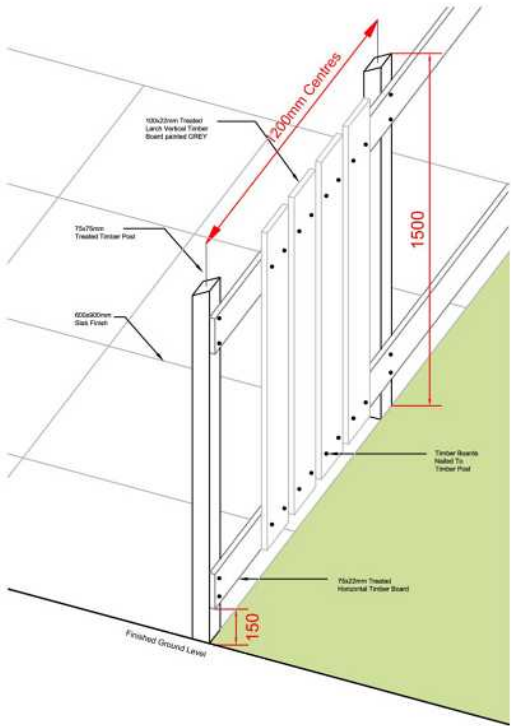 1200mm Centres
100x22mm Treated
Larch Vertical Timber
Board painted GREY
75x75mm
Treated Timber Post
1500
600x900mm
Slab Finish
Timber Boards
Nailed To
Timber Post
75x22mm Treated
Horizontal Timber Board
150
Finished Ground Level